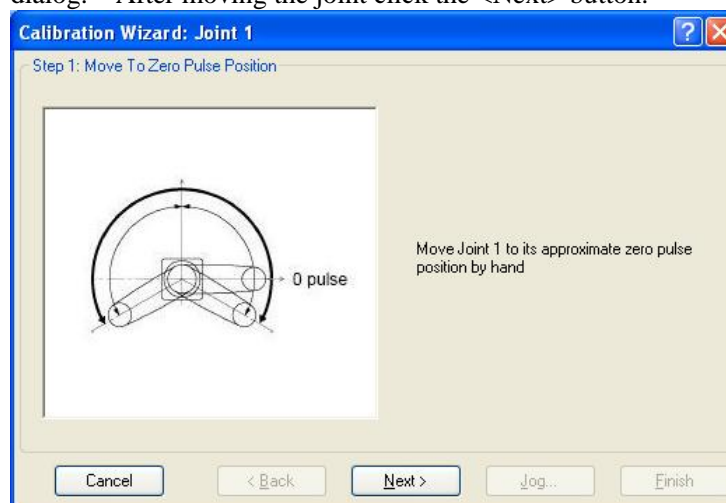 dialog. After moving the joint click the <Next> button.
Calibration Wizard: Joint 1
Step 1: Move To Zero Pulse Position
0 pulse
Move Joint 1 to its approximate zero pulse
position by hand
Cancel
< Back
Next >
Jog...
Finish